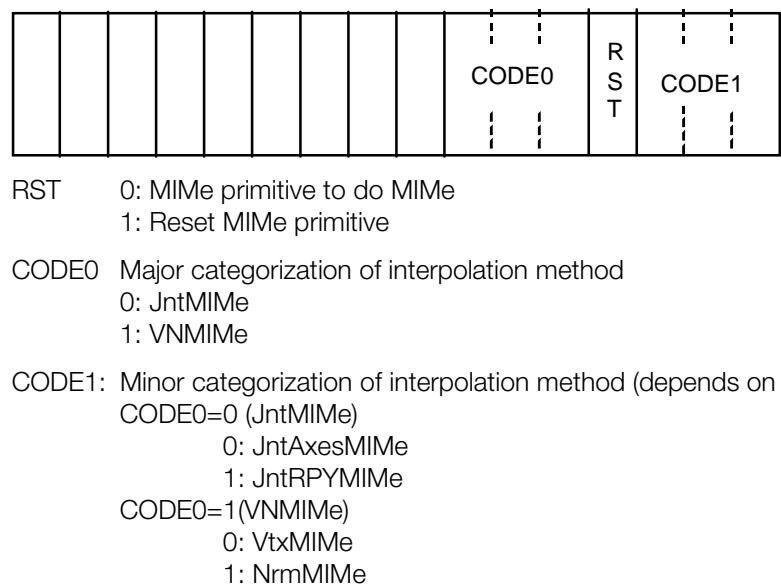 CODE0 RST CODE1
RST 0: MIMe primitive to do MIMe
1: Reset MIMe primitive
CODE0 Major categorization of interpolation method
0: JntMIMe
1: VNMIMe
CODE1: Minor categorization of interpolation method (depends on
CODE0=0 (JntMIMe)
0: JntAxesMIMe
1: JntRPYMIMe
CODE0=1(VNMIMe)
0: VtxMIMe
1: NrmMIMe